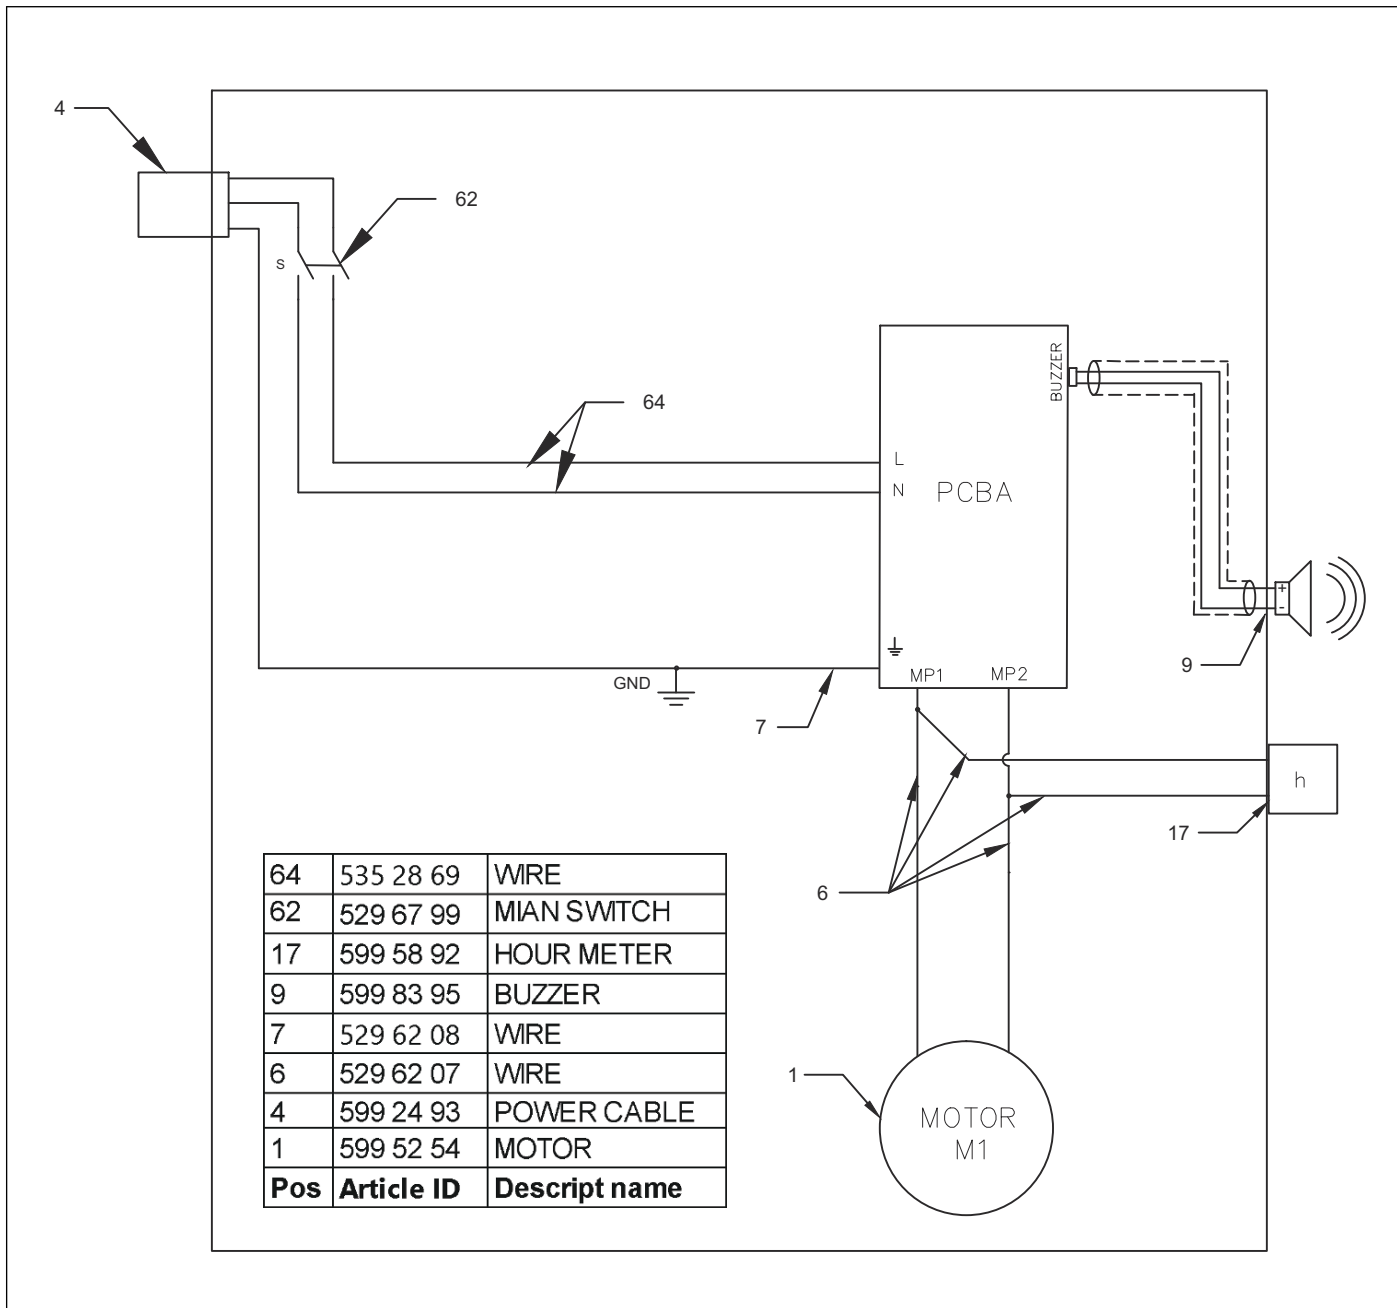 4
62
S
BUZZER
64
L
N
PCBA
+
-
9
GND
MP1
MP2
7
h
17
6
64 535 28 69 WIRE
62 529 67 99 MIAN SWITCH
17 599 58 92 HOUR METER
9 599 83 95 BUZZER
7 529 62 08 WIRE
6 529 62 07 WIRE
4 599 24 93 POWER CABLE
1 599 52 54 MOTOR
Pos Article ID Descript name
1
MOTOR
M1